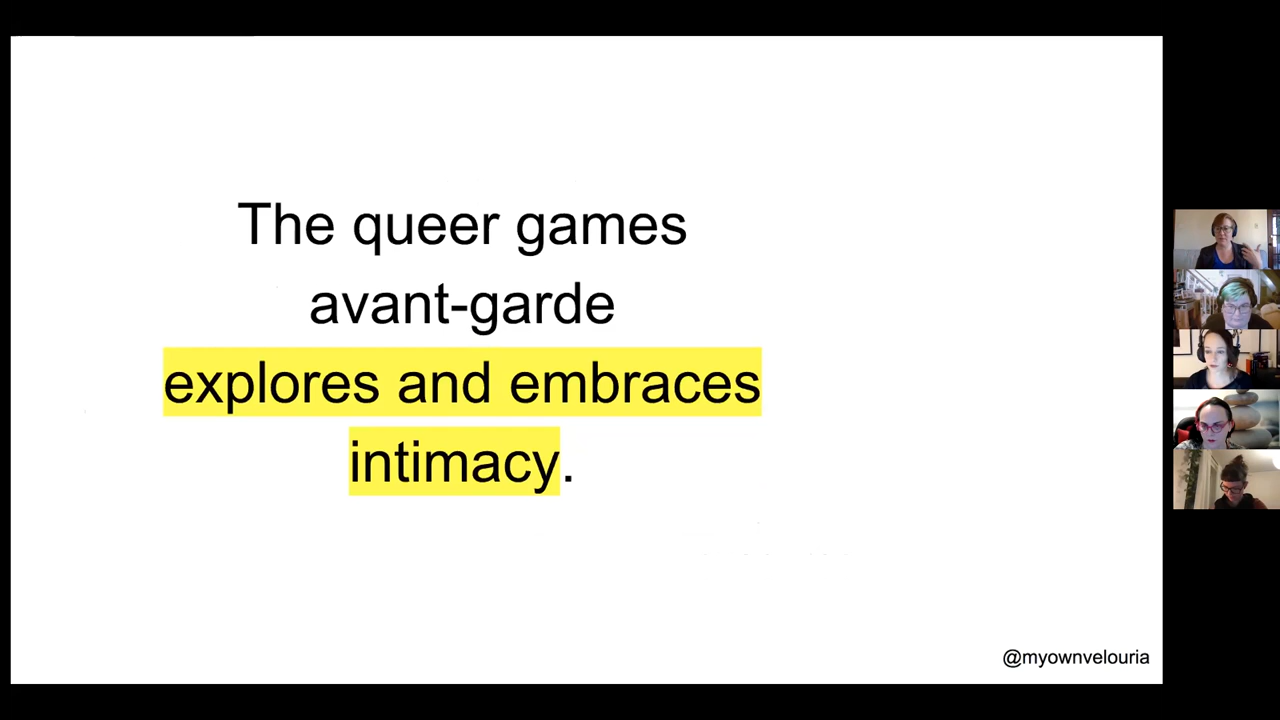 The queer games
avant-garde
explores and embraces
intimacy.
@myownvelouria